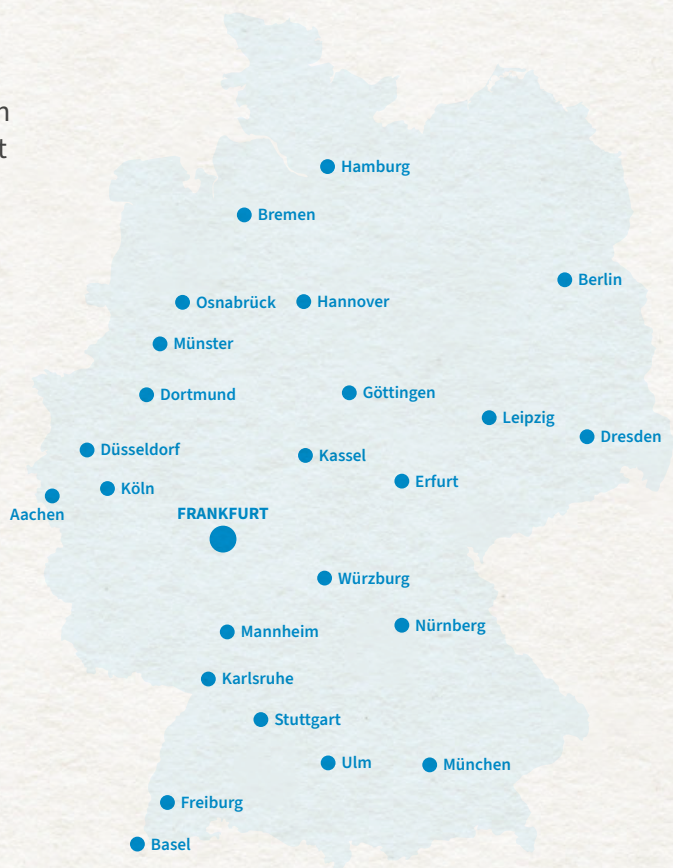 n
t
Hamburg
Bremen
Berlin
Osnabrück
Hannover
Münster
Dortmund
Göttingen
Leipzig
Dresden
Düsseldorf
Kassel
Erfurt
Köln
Aachen
FRANKFURT
Würzburg
Nürnberg
Mannheim
Karlsruhe
Stuttgart
Ulm
München
Freiburg
Basel